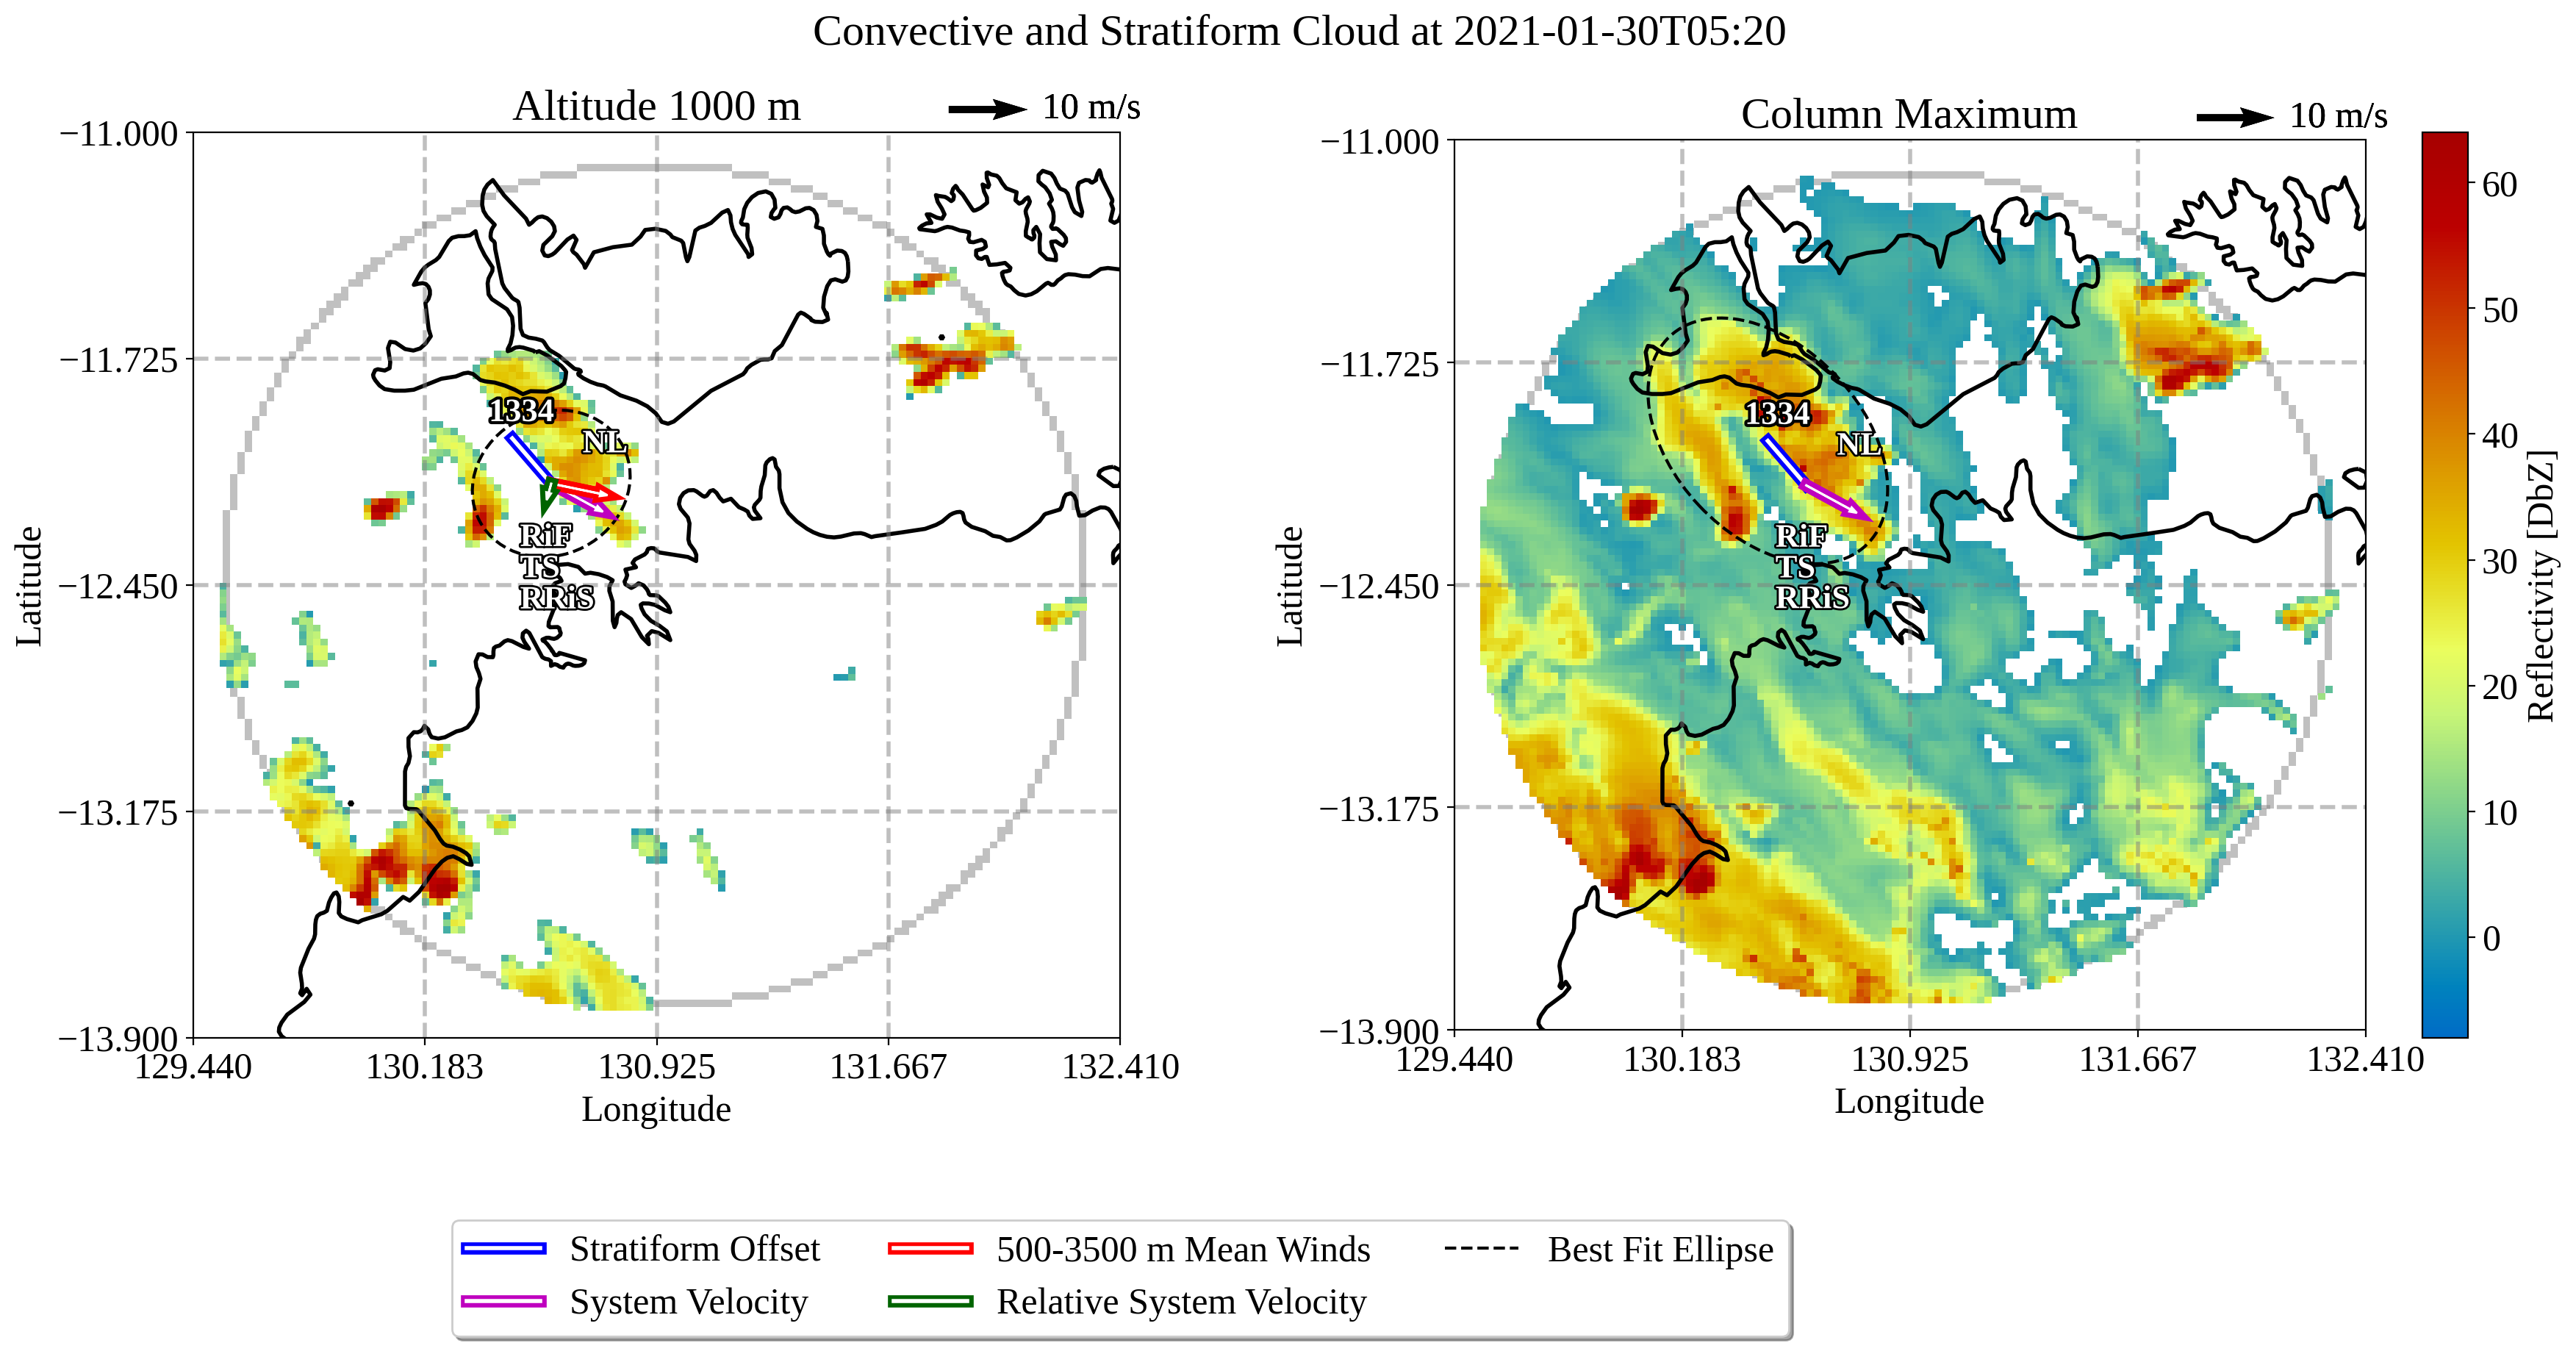 Convective and Stratiform Cloud at 2021-01-30T05:20
Altitude 1000 m
10 m/s
−11.000
−11.725
−12.450
−13.175
−13.900
Latitude
129.440
130.183
130.925
131.667
132.410
Longitude
1334
NL
RiF
TS
RRiS
Column Maximum
10 m/s
−11.000
−11.725
−12.450
−13.175
−13.900
Latitude
129.440
130.183
130.925
131.667
132.410
Longitude
1334
NL
RiF
TS
RRiS
60
50
40
30
20
10
0
Reflectivity [DbZ]
Stratiform Offset
500-3500 m Mean Winds
Best Fit Ellipse
System Velocity
Relative System Velocity